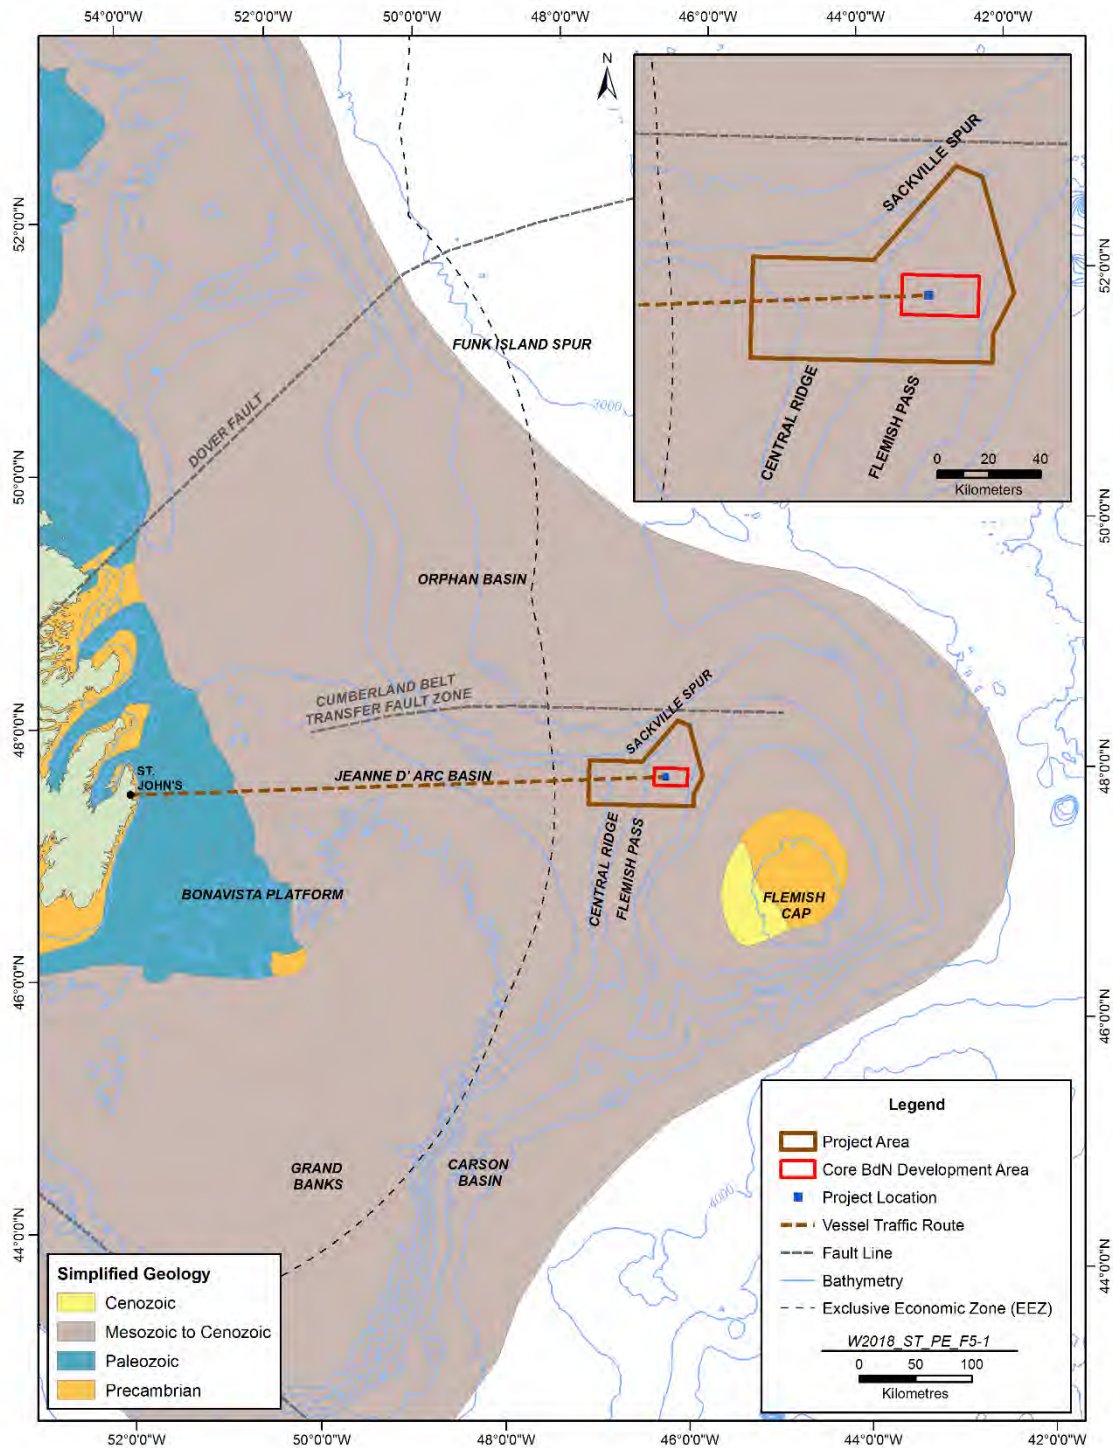 54°0'0"W
52°0'0"W
50°0'0"W
48°0'0"W
46°0'0"W
44°0'0"W
42°0'0"W
N
SACKVILLE SPUR
CENTRAL RIDGE
FLEMISH PASS
0 20 40
Kilometers
52°0'0"N
52°0'0"N
FUNK ISLAND SPUR
3000
DOVER FAULT
50°0'0"N
50°0'0"N
ORPHAN BASIN
CUMBERLAND BELT
TRANSFER FAULT ZONE
SACKVILLE SPUR
48°0'0"N
48°0'0"N
ST.
JOHN'S
JEANNE D' ARC BASIN
CENTRAL RIDGE
FLEMISH PASS
BONAVISTA PLATFORM
FLEMISH
CAP
46°0'0"N
46°0'0"N
GRAND
BANKS
CARSON
BASIN
4000
44°0'0"N
44°0'0"N
Simplified Geology
Cenozoic
Mesozoic to Cenozoic
Paleozoic
Precambrian
Legend
Project Area
Core BdN Development Area
Project Location
Vessel Traffic Route
Fault Line
Bathymetry
Exclusive Economic Zone (EEZ)
W2018_ST_PE_F5-1
0 50 100
Kilometres
52°0'0"W
50°0'0"W
48°0'0"W
46°0'0"W
44°0'0"W
42°0'0"W